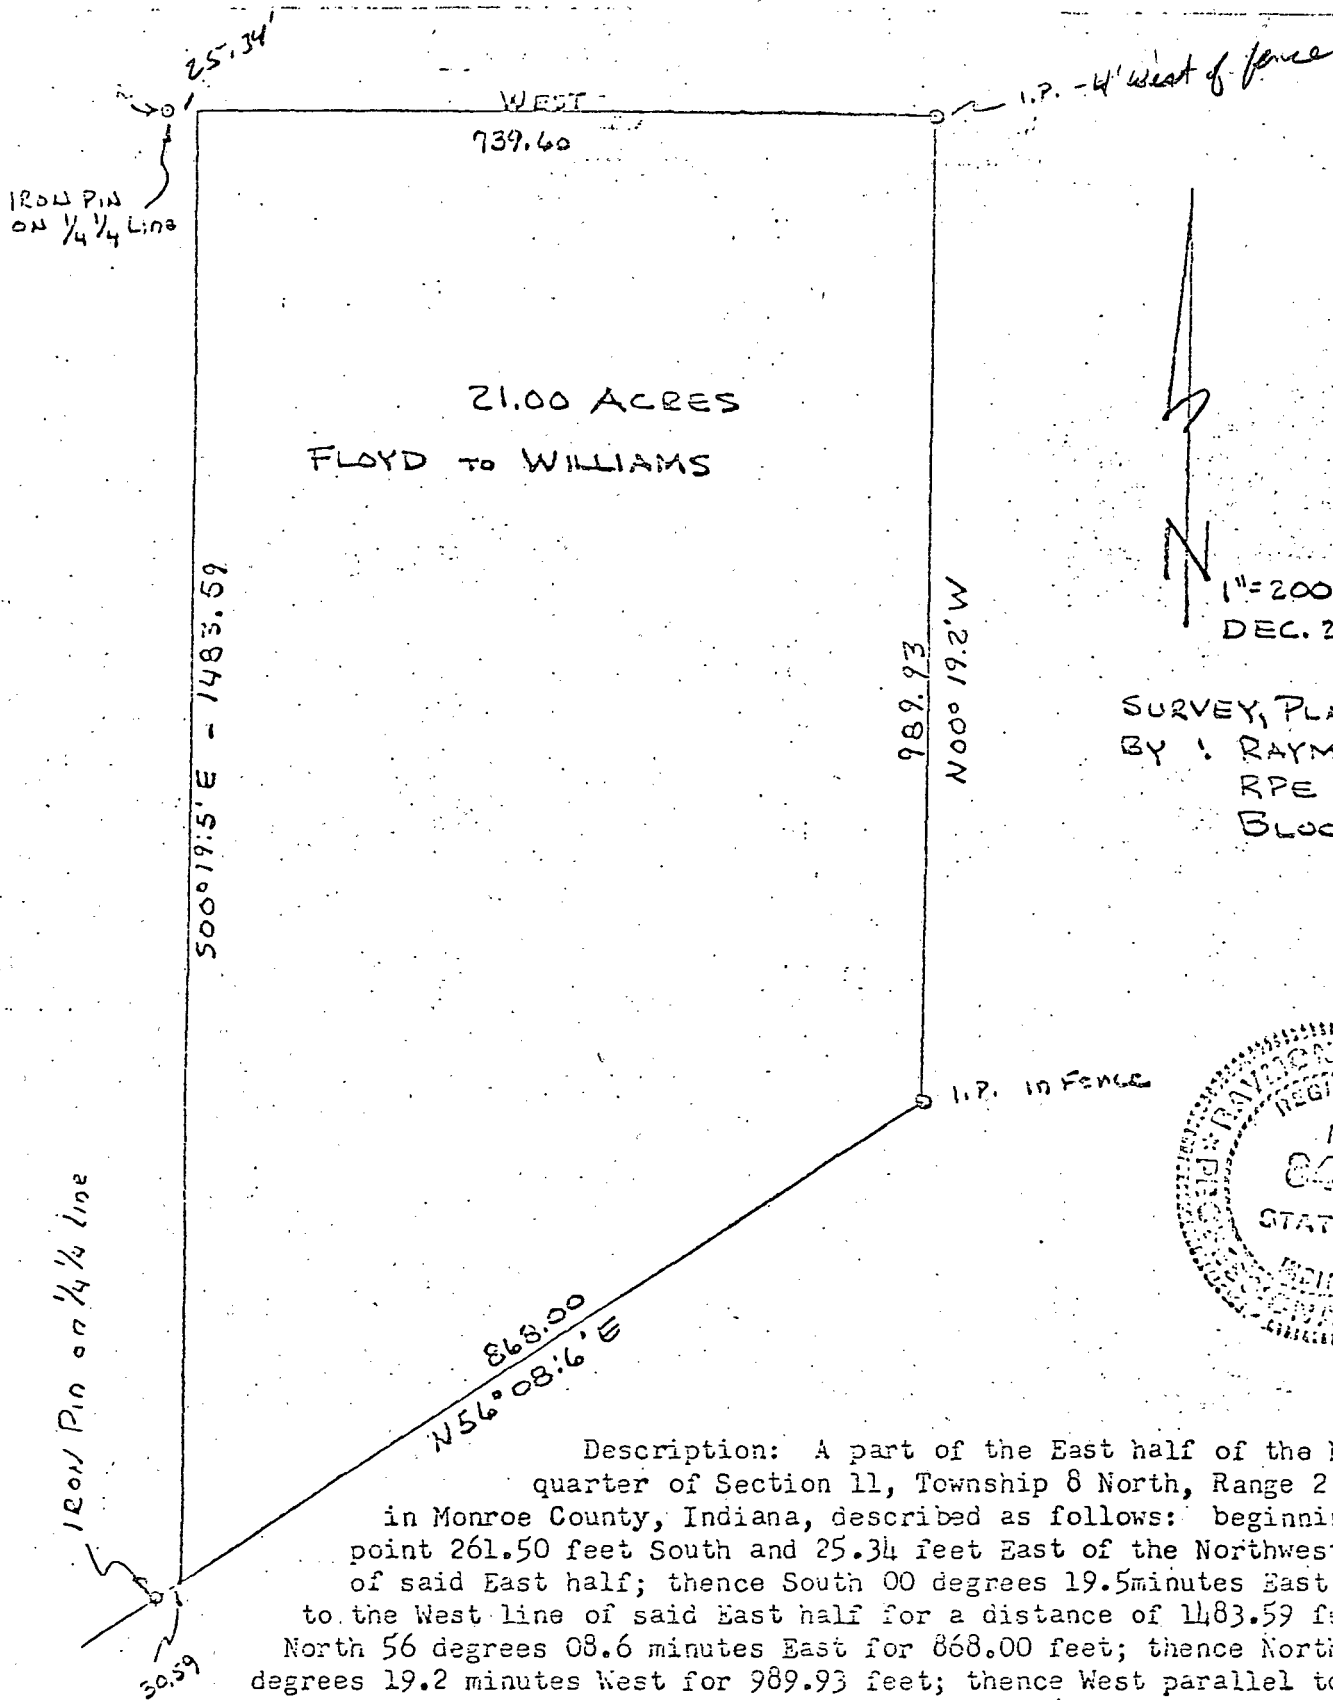 25.34'
I.P. - 4' west of fence
WEST
739.60
IRON PIN
ON 1/4 1/4 Line
21.00 ACRES
FLOYD TO WILLIAMS
N
1"=200
DEC. 2
S00° 19.5' E - 1483.59
989.93
N00° 19.2' W
SURVEY, PLA
BY : RAYM
RPE
BLOO
I.P. in Fence
RAYMON
REGI
84
STAT
IRON Pin on 1/4 1/4 line
868.00
N56° 08.6' E
30.59
Description: A part of the East half of the
quarter of Section 11, Township 8 North, Range 2
in Monroe County, Indiana, described as follows: beginni
point 261.50 feet South and 25.34 feet East of the Northwest
of said East half; thence South 00 degrees 19.5minutes East
to the West line of said East half for a distance of 1483.59 fe
North 56 degrees 08.6 minutes East for 868.00 feet; thence North
degrees 19.2 minutes West for 989.93 feet; thence West parallel to